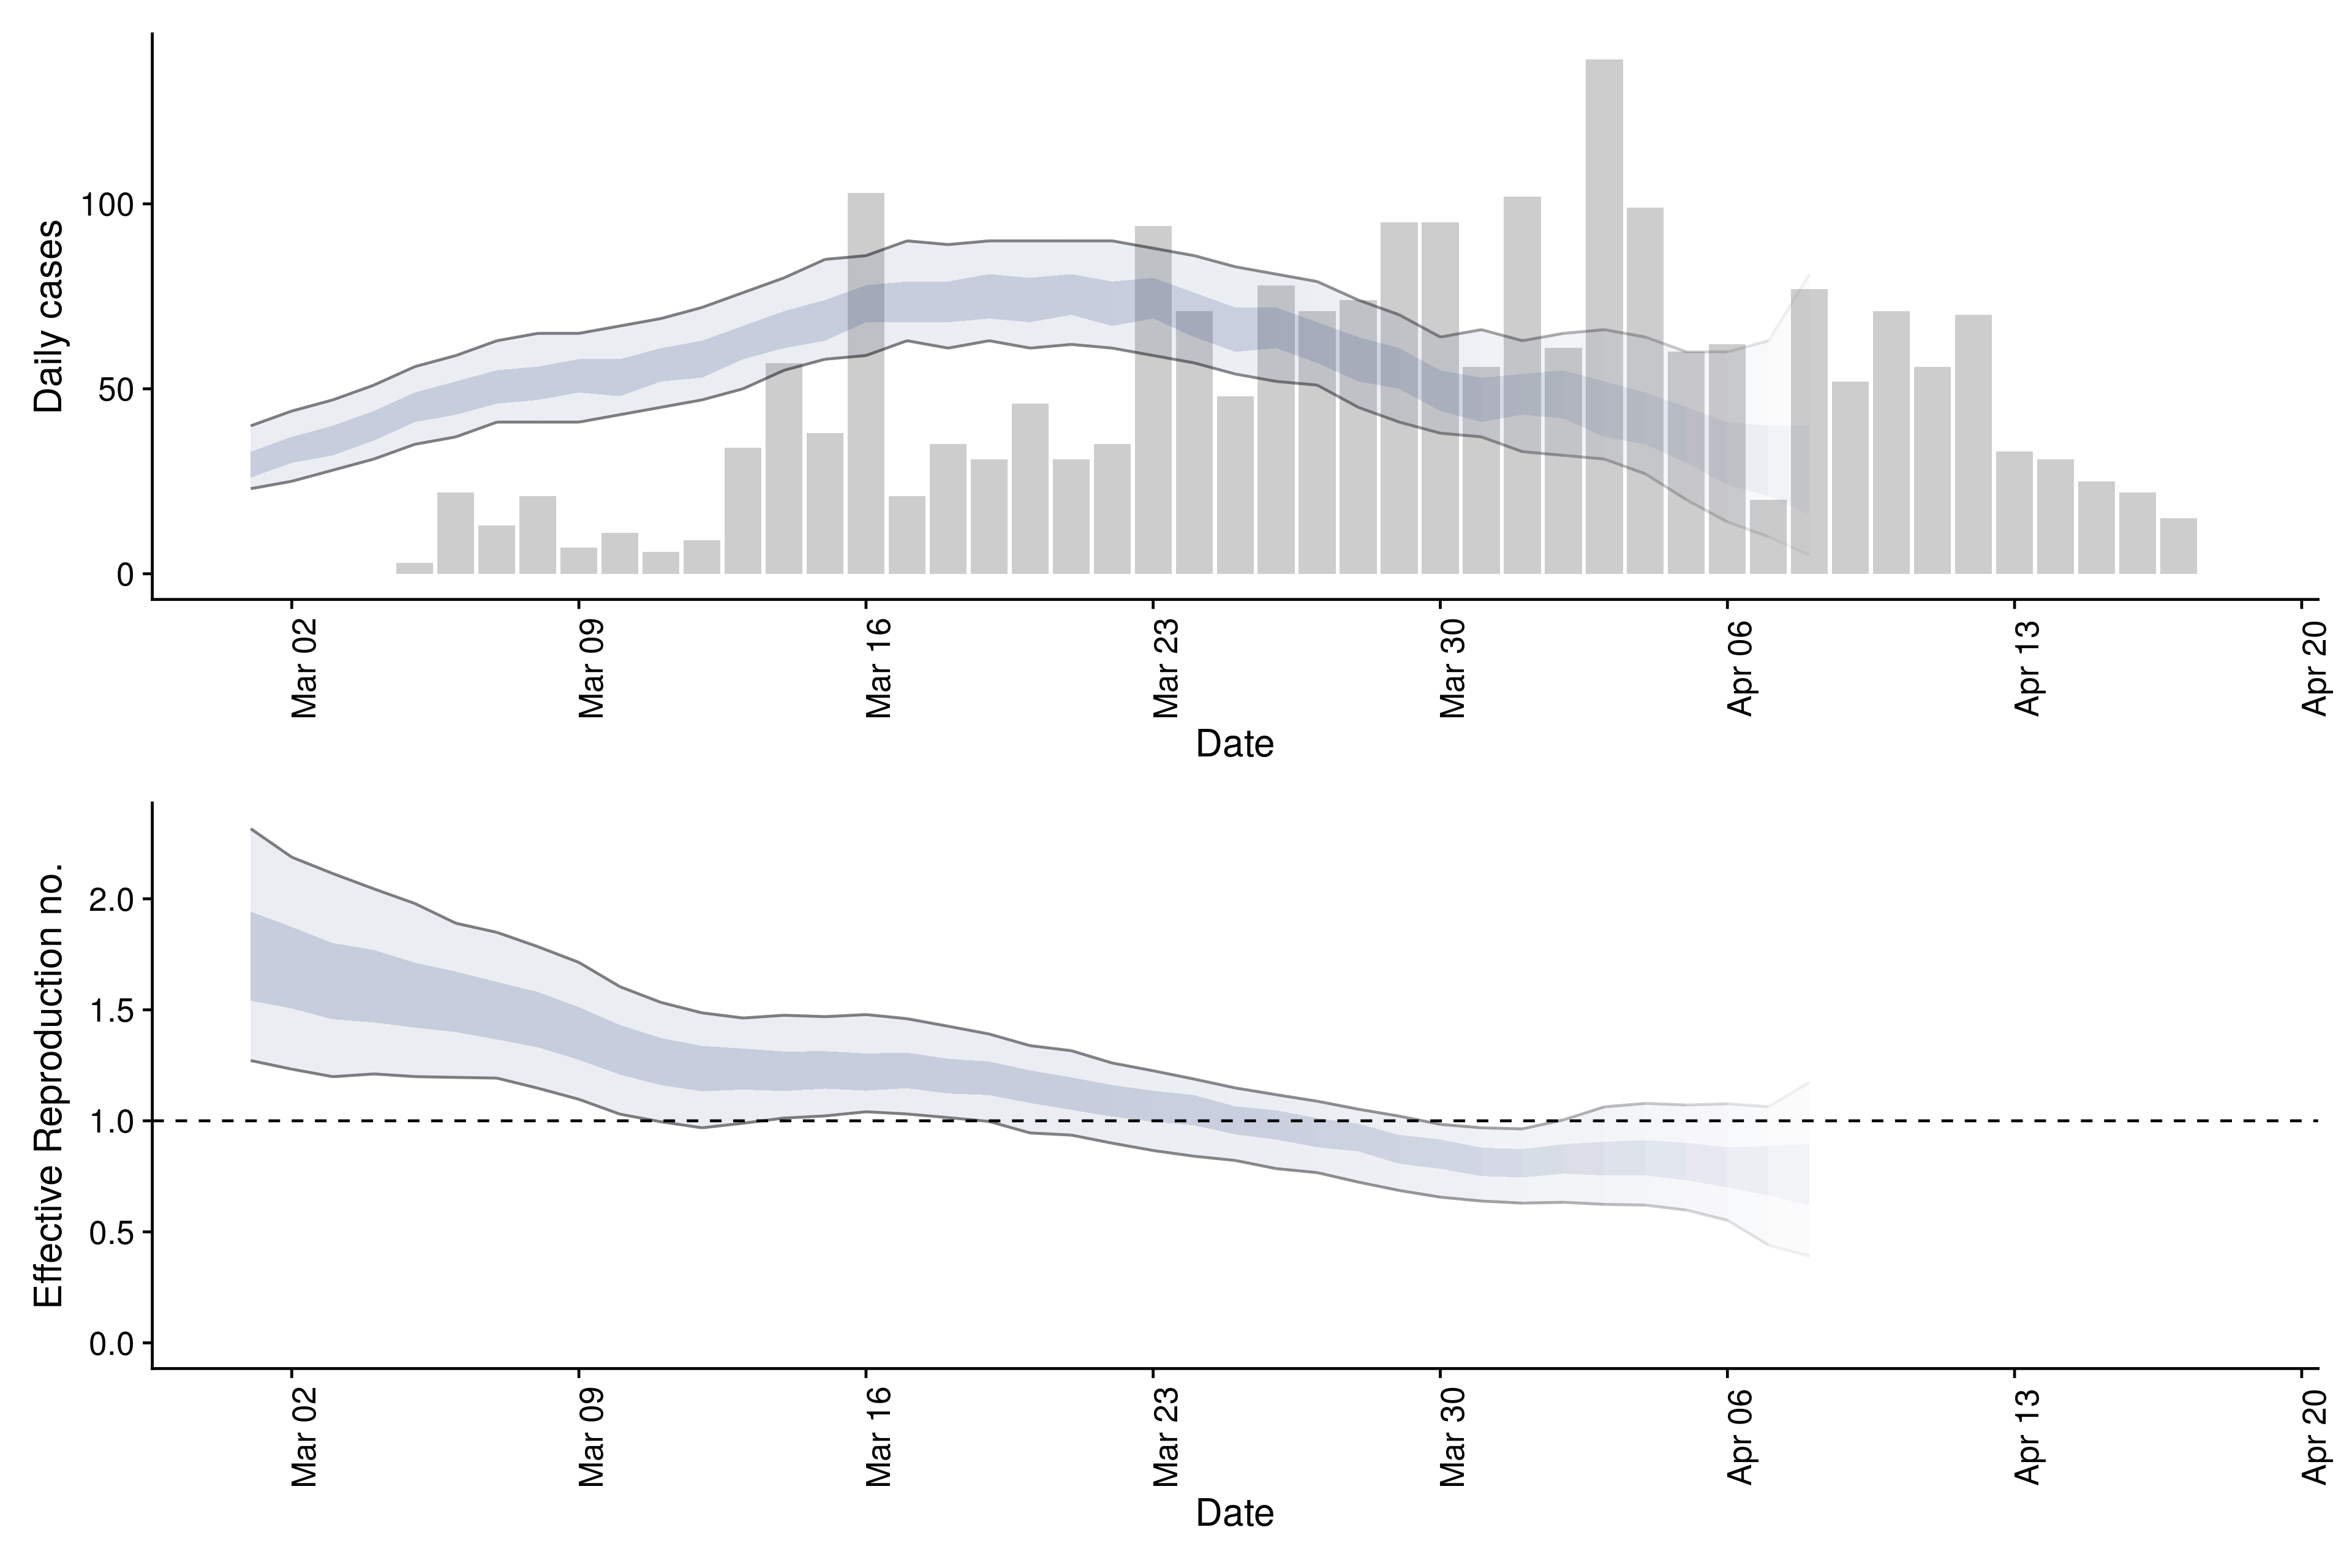 Daily cases
100
50
0
Mar 02
Mar 09
Mar 16
Mar 23
Mar 30
Apr 06
Apr 13
Apr 20
Date
Effective Reproduction no.
2.0
1.5
1.0
0.5
0.0
Mar 02
Mar 09
Mar 16
Mar 23
Mar 30
Apr 06
Apr 13
Apr 20
Date